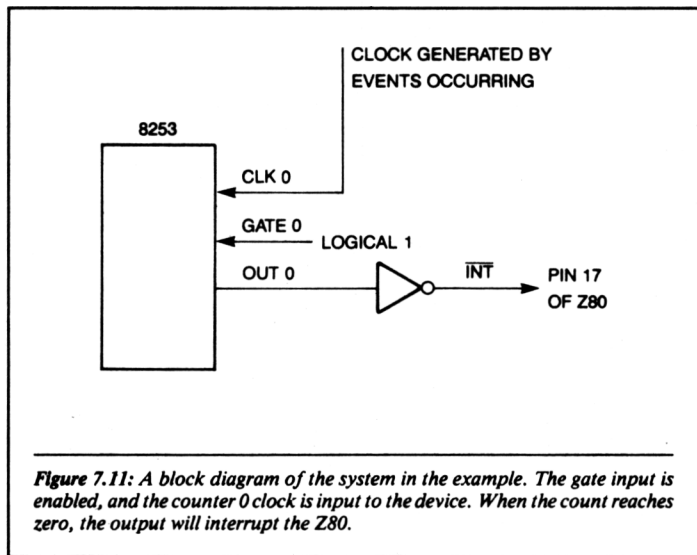 CLOCK GENERATED BY
EVENTS OCCURRING
8253
CLK 0
GATE 0
LOGICAL 1
OUT 0
INT
PIN 17
OF Z80
Figure 7.11: A block diagram of the system in the example. The gate input is
enabled, and the counter 0 clock is input to the device. When the count reaches
zero, the output will interrupt the Z80.